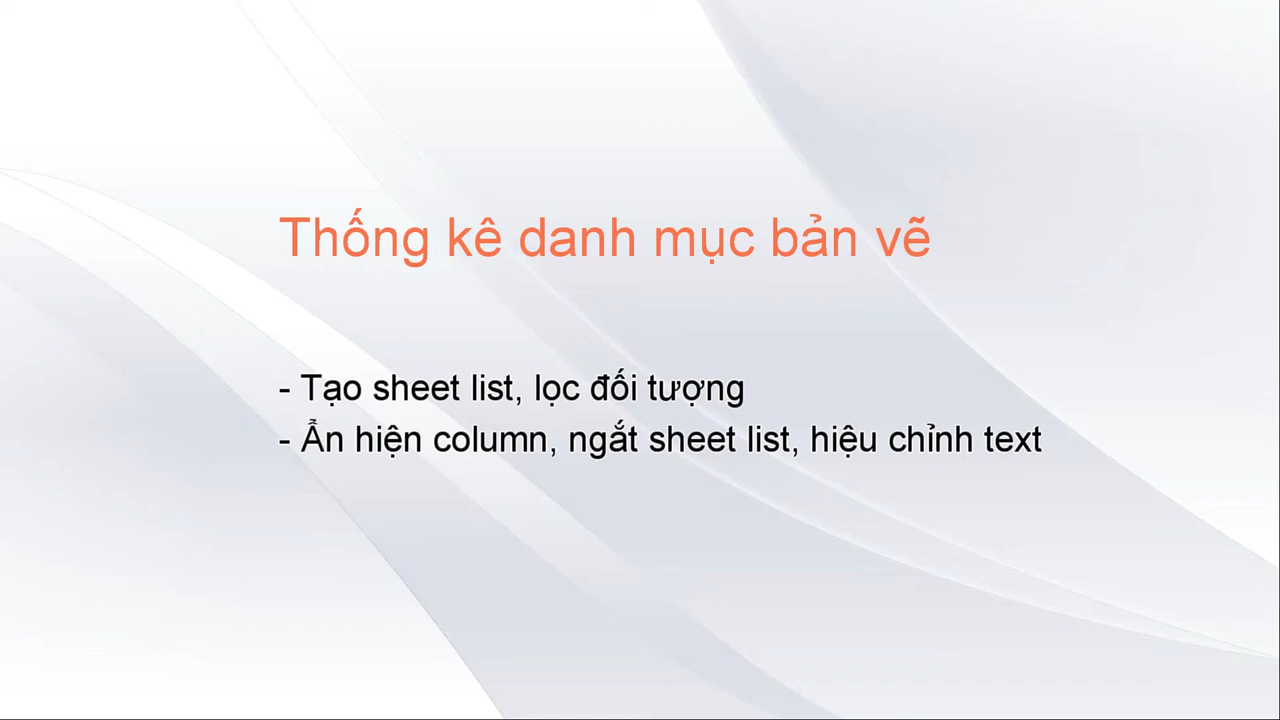 Thống kê danh mục bản vẽ
- Tạo sheet list, lọc đối tượng
- Ẩn hiện column, ngắt sheet list, hiệu chỉnh text